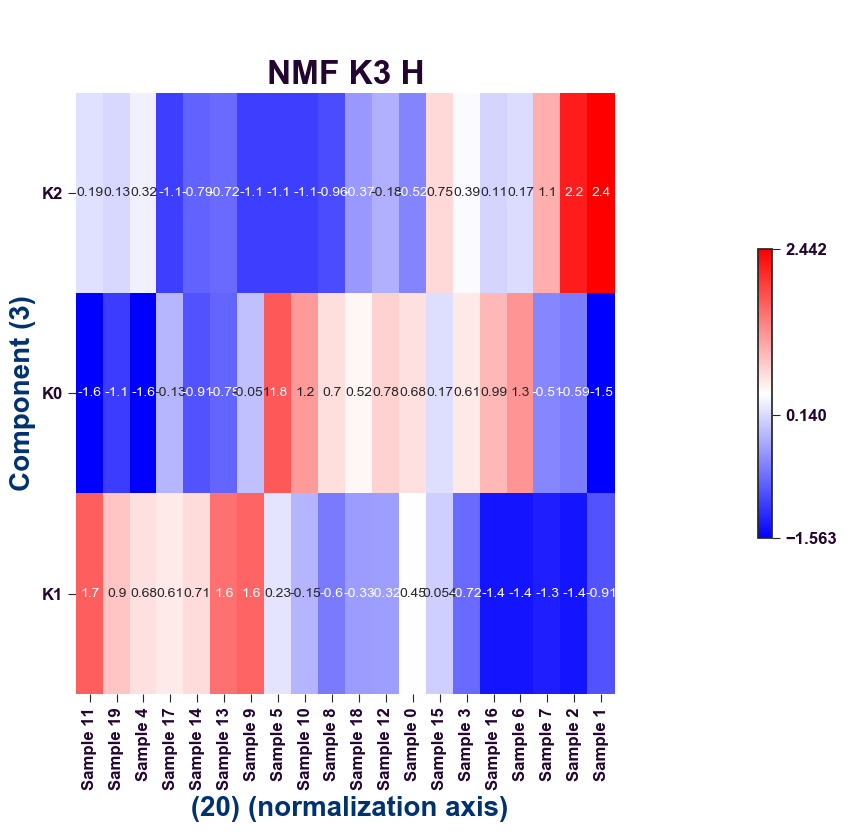 NMF K3 H
K2
0.19 0.13 0.32 -1.1 -0.79 -0.72 -1.1 -1.1 -1.1 -0.96 -0.37 -0.18 -0.52 0.75 0.39 0.11 0.17 1.1 2.2 2.4
2.442
Component (3)
K0
-1.6 -1.1 -1.6 -0.13 -0.91 -0.75 1.8 1.2 0.7 0.52 0.78 0.68 0.17 0.61 0.99 1.3 -0.51 -0.59 -1.5
0.140
−1.563
K1
1.7 0.9 0.68 0.61 0.71 1.6 1.6 0.23 -0.15 -0.6 -0.33 -0.32 0.45 0.054 -0.72 -1.4 -1.4 -1.3 -1.4 -0.91
Sample 11
Sample 19
Sample 4
Sample 17
Sample 14
Sample 13
Sample 9
Sample 5
Sample 10
Sample 8
Sample 18
Sample 12
Sample 0
Sample 15
Sample 3
Sample 16
Sample 6
Sample 7
Sample 2
Sample 1
(20) (normalization axis)